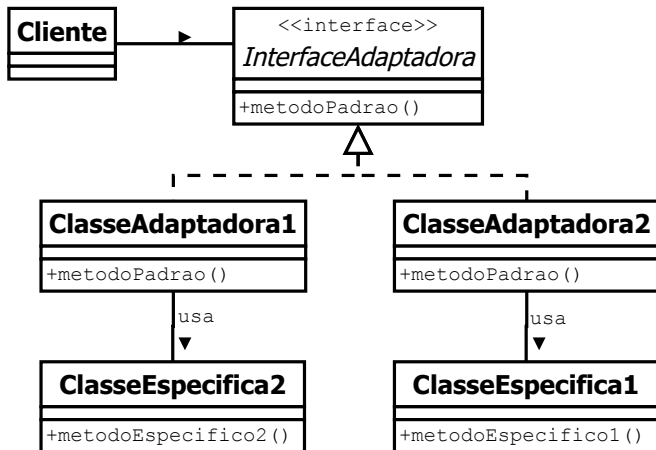 Cliente
<<interface>>
InterfaceAdaptadora
+metodoPadrao()
ClasseAdaptadora1
+metodoPadrao()
ClasseAdaptadora2
+metodoPadrao()
usa
usa
ClasseEspecifica2
+metodoEspecifico2()
ClasseEspecifica1
+metodoEspecifico1()